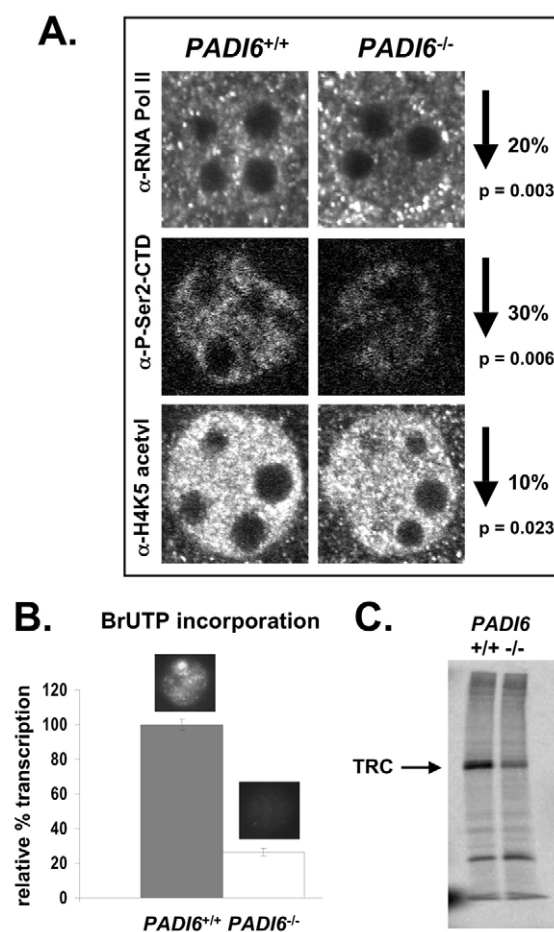 A.
PADI6+/+ PADI6-/-
α-RNA Pol II
20%
p = 0.003
α-P-Ser2-CTD
30%
p = 0.006
α-H4K5 acetyl
10%
p = 0.023
B.
BrUTP incorporation
relative % transcription
120
100
80
60
40
20
0
PADI6+/+ PADI6-/-
C.
PADI6
+/+ -/-
TRC